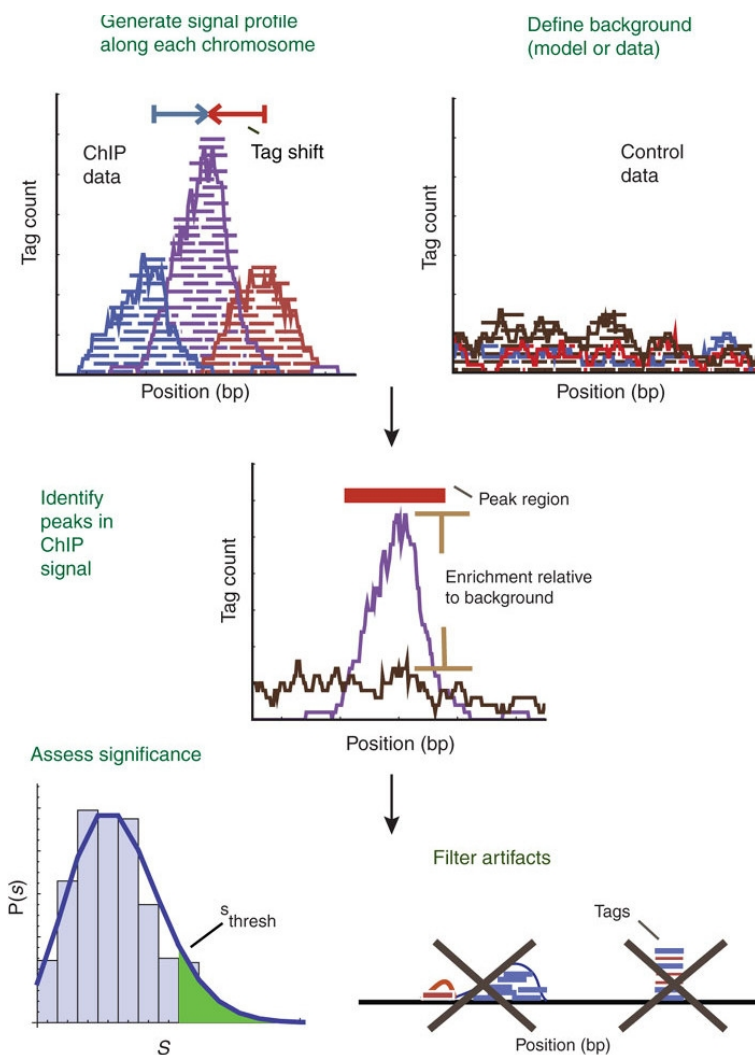 Generate signal profile
along each chromosome
Define background
(model or data)
ChIP
data
Tag shift
Tag count
Position (bp)
Control
data
Tag count
Position (bp)
Identify
peaks in
ChIP
signal
Peak region
Enrichment relative
to background
Tag count
Position (bp)
Assess significance
P(s)
s
thresh
S
Filter artifacts
Tags
Position (bp)